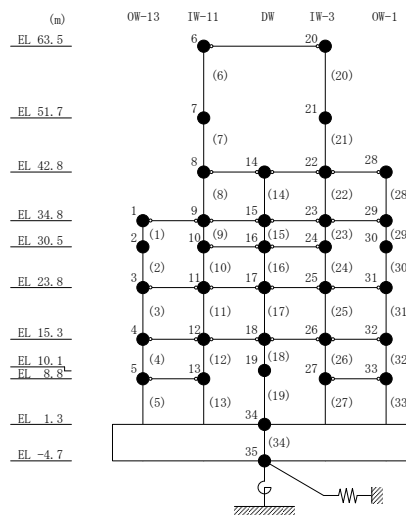 (m) OW-13 IW-11 DW IW-3 OW-1
EL 63.5 6 20
(6) (20)
EL 51.7 7 21
(7) (21)
EL 42.8 8 14 22 28
(8) (14) (22) (28
EL 34.8 1 9 15 23 29
(1) (9) (15) (23) (29
EL 30.5 2 10 16 24 30
(2) (10) (16) (24) (30
EL 23.8 3 11 17 25 31
(3) (11) (17) (25) (31
EL 15.3 4 12 18 26 32
(4) (12) (18) (26) (32
EL 10.1 19
EL 8.8 5 13 27 33
(5) (13) (19) (27) (33
EL 1.3 34
(34)
EL -4.7 35